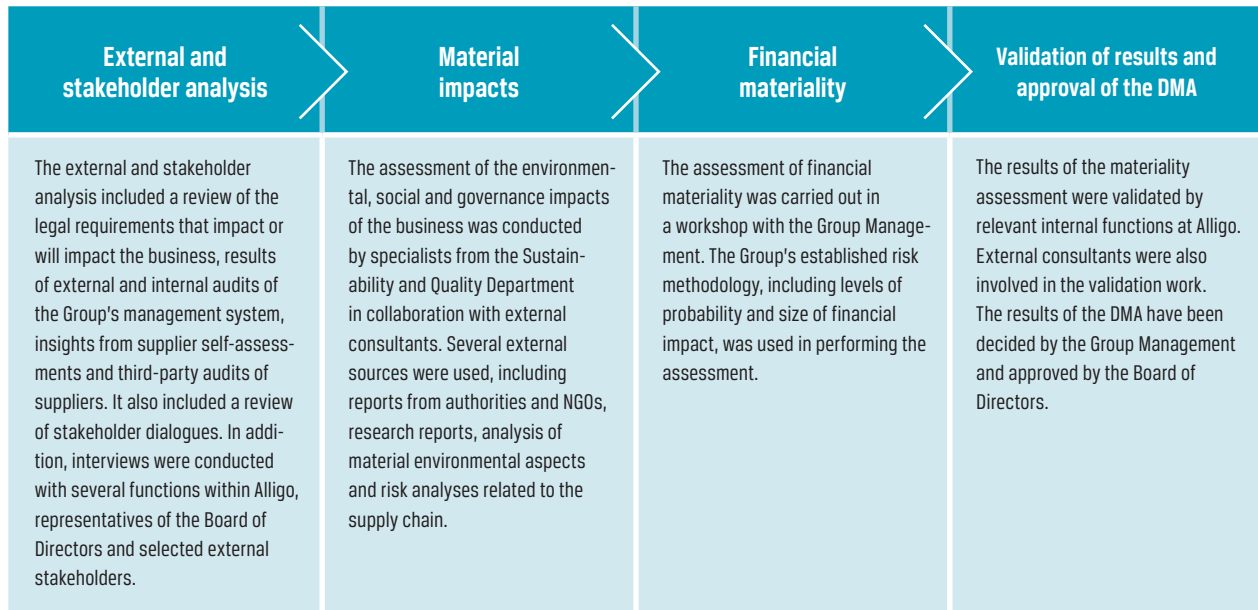 External and
stakeholder analysis
Material
impacts
Financial
materiality
Validation of results and
approval of the DMA
The external and stakeholder
analysis included a review of the
legal requirements that impact or
will impact the business, results
of external and internal audits of
the Group's management system,
insights from supplier self-assess-
ments and third-party audits of
suppliers. It also included a review
of stakeholder dialogues. In addi-
tion, interviews were conducted
with several functions within Alligo,
representatives of the Board of
Directors and selected external
stakeholders.
The assessment of the environmen-
tal, social and governance impacts
of the business was conducted
by specialists from the Sustain-
ability and Quality Department
in collaboration with external
consultants. Several external
sources were used, including
reports from authorities and NGOs,
research reports, analysis of
material environmental aspects
and risk analyses related to the
supply chain.
The assessment of financial
materiality was carried out in
a workshop with the Group Manage-
ment. The Group's established risk
methodology, including levels of
probability and size of financial
impact, was used in performing the
assessment.
The results of the materiality
assessment were validated by
relevant internal functions at Alligo.
External consultants were also
involved in the validation work.
The results of the DMA have been
decided by the Group Management
and approved by the Board of
Directors.